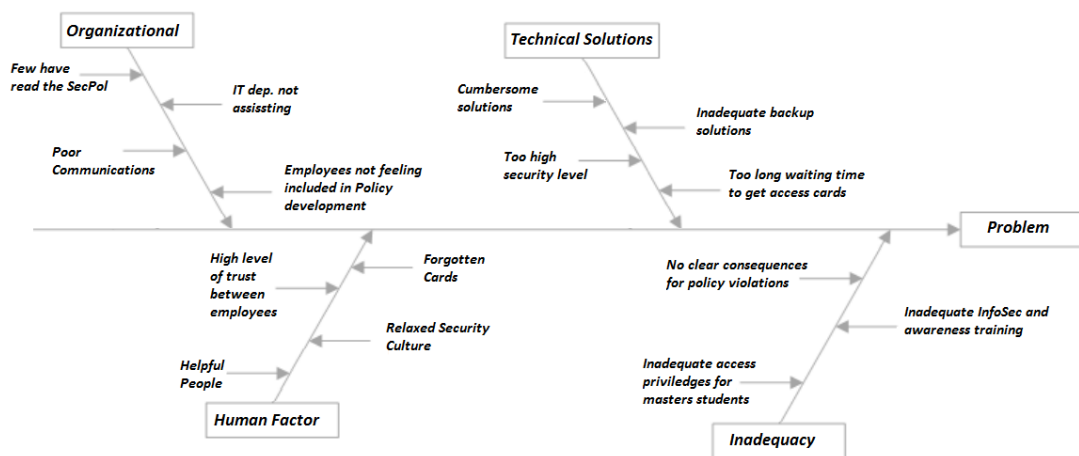 Organizational
Few have
read the SecPol
IT dep. not
assissting
Poor
Communications
Employees not feeling
included in Policy
development
Technical Solutions
Cumbersome
solutions
Inadequate backup
solutions
Too high
security level
Too long waiting time
to get access cards
Problem
High level
of trust
between
employees
Forgotten
Cards
Relaxed Security
Culture
Helpful
People
Human Factor
No clear consequences
for policy violations
Inadequate InfoSec and
awareness training
Inadequate access
priviledges for
masters students
Inadequacy